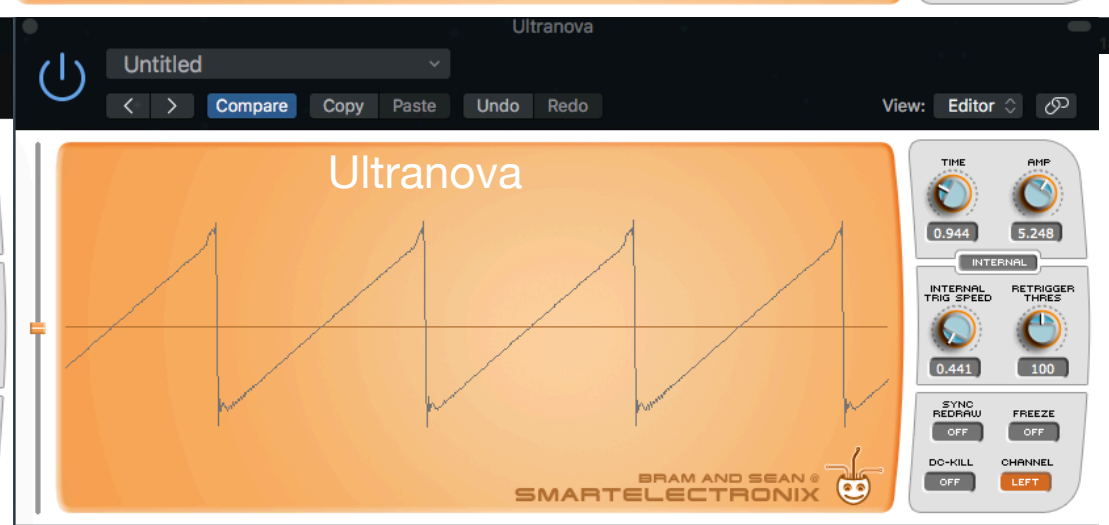 Ultranova
Untitled
Compare Copy Paste Undo Redo View: Editor
Ultranova
TIME AMP
0.944 5.248
INTERNAL
INTERNAL TRIG SPEED
RETRIGGER THRES
0.441 100
SYNC REDRAW
FREEZE
OFF OFF
DC-KILL CHANNEL
OFF LEFT
BRAM AND SEAN @
SMARTELECTRONIX